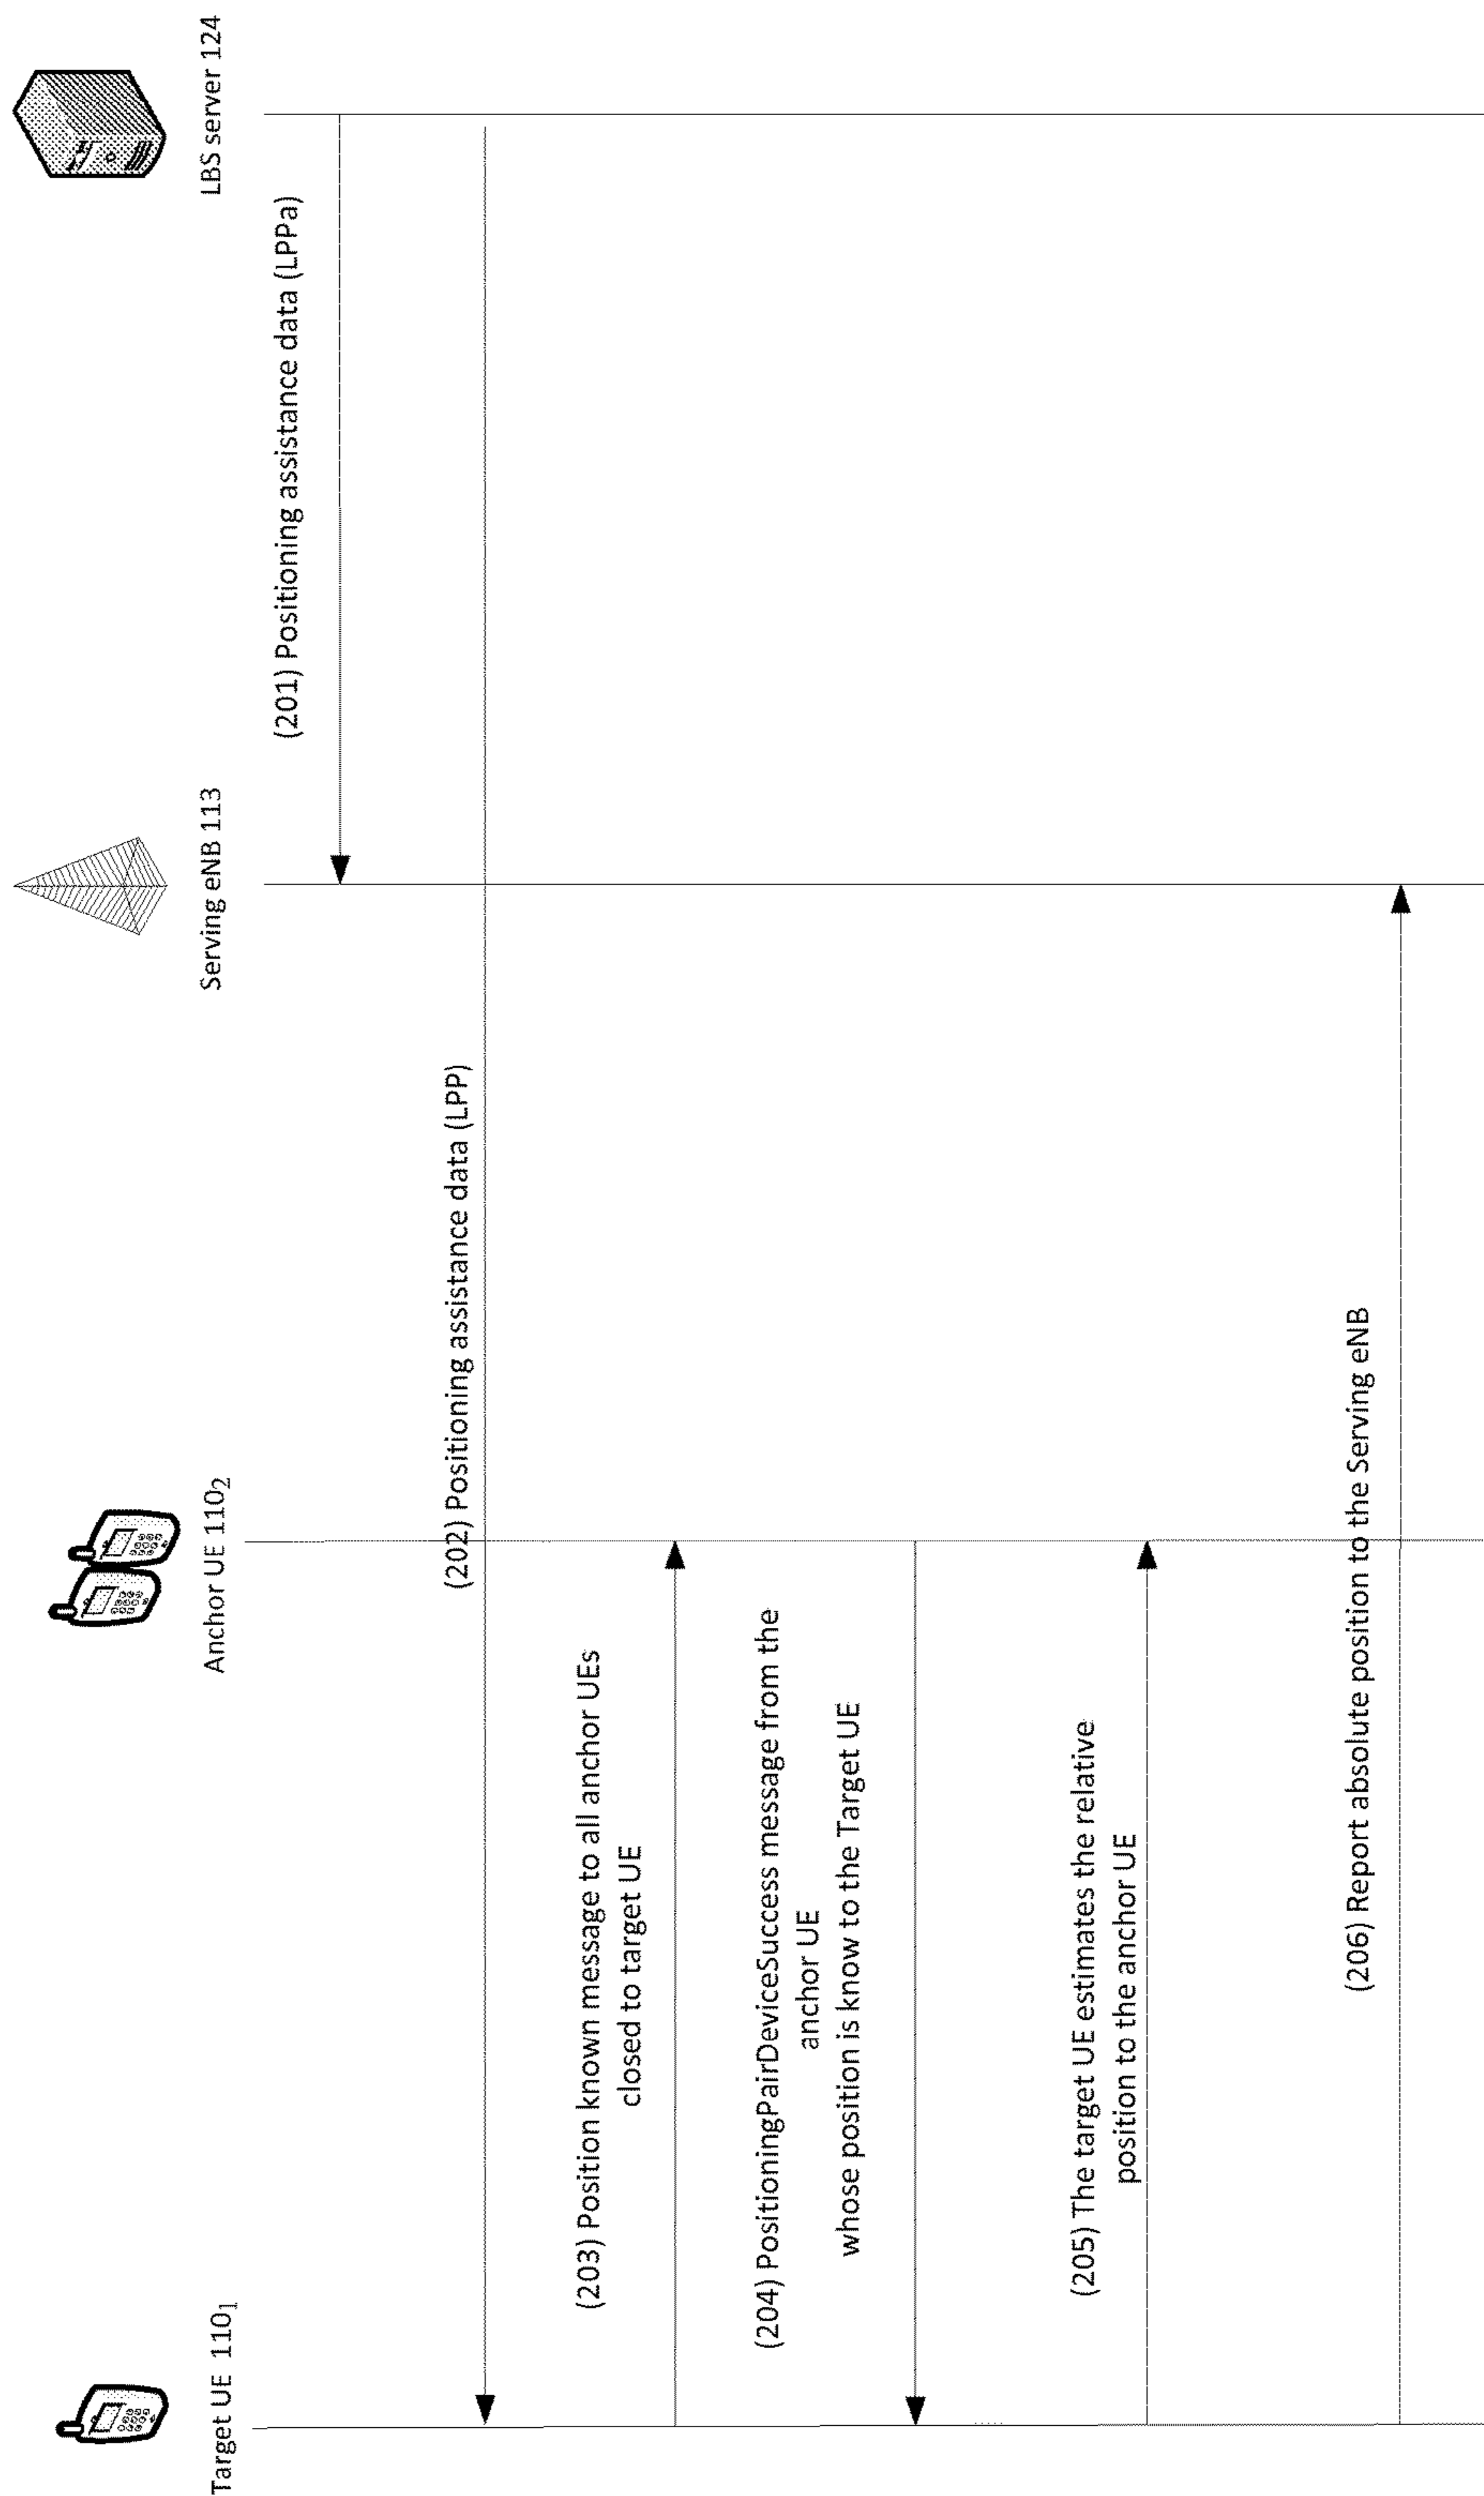 Target UE 110₁
Anchor UE 110₂
Serving eNB 113
LBS server 124
(201) Positioning assistance data (LPPa)
(202) Positioning assistance data (LPP)
(203) Position known message to all anchor UEs
closed to target UE
(204) PositioningPairDeviceSuccess message from the
anchor UE
whose position is know to the Target UE
(205) The target UE estimates the relative
position to the anchor UE
(206) Report absolute position to the Serving eNB